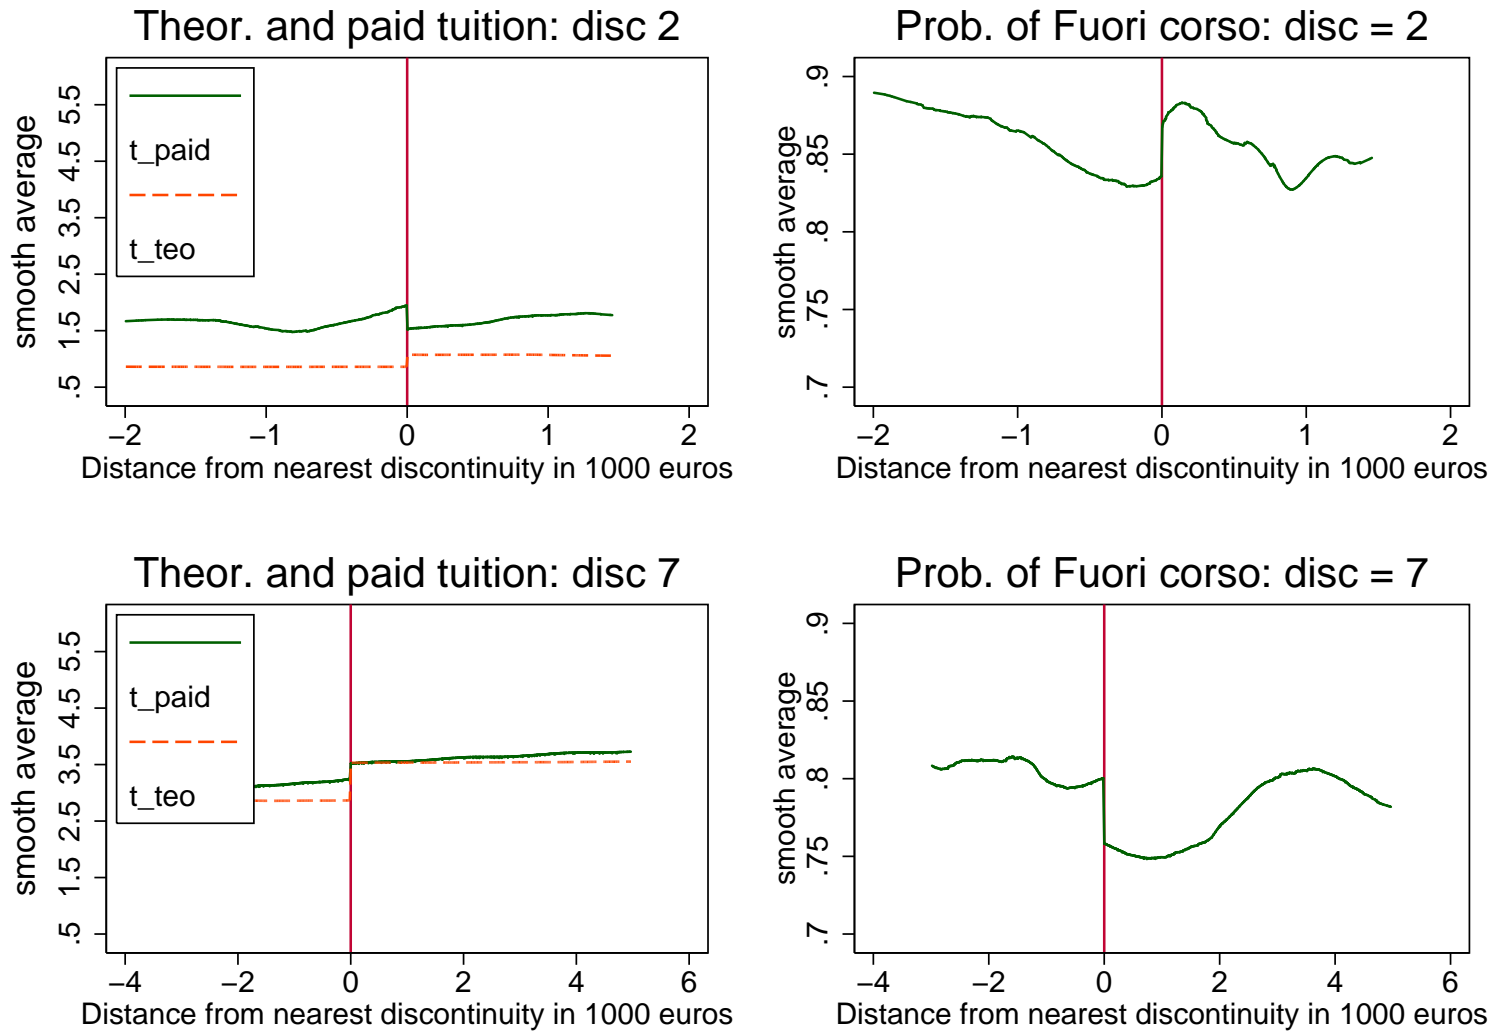 Theor. and paid tuition: disc 2
smooth average
5.5
4.5
3.5
2.5
1.5
.5
t_paid
t_teo
−2 −1 0 1 2
Distance from nearest discontinuity in 1000 euros
Prob. of Fuori corso: disc = 2
smooth average
.9
.85
.8
.75
.7
−2 −1 0 1 2
Distance from nearest discontinuity in 1000 euros
Theor. and paid tuition: disc 7
smooth average
5.5
4.5
3.5
2.5
1.5
.5
t_paid
t_teo
−4 −2 0 2 4 6
Distance from nearest discontinuity in 1000 euros
Prob. of Fuori corso: disc = 7
smooth average
.9
.85
.8
.75
.7
−4 −2 0 2 4 6
Distance from nearest discontinuity in 1000 euros